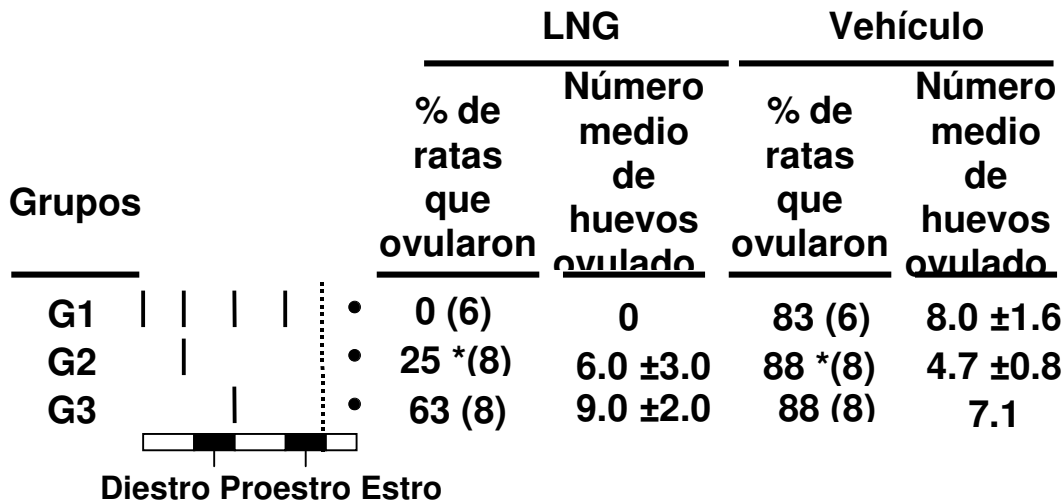 LNG Vehículo
% de ratas que ovularon
Número medio de huevos ovulado
% de ratas que ovularon
Número medio de huevos ovulado
Grupos
G1 0 (6) 0 83 (6) 8.0 ±1.6
G2 25 *(8) 6.0 ±3.0 88 *(8) 4.7 ±0.8
G3 63 (8) 9.0 ±2.0 88 (8) 7.1
Diestro Proestro Estro